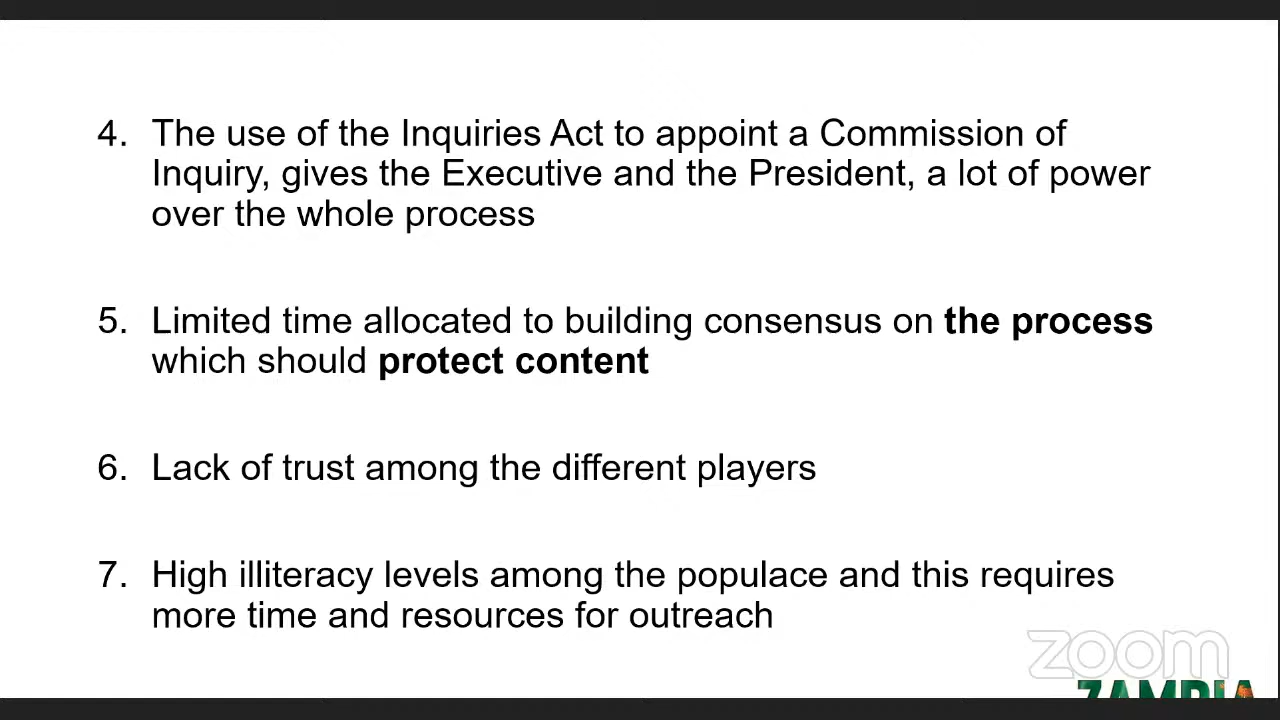 4. The use of the Inquiries Act to appoint a Commission of
Inquiry, gives the Executive and the President, a lot of power
over the whole process
5. Limited time allocated to building consensus on the process
which should protect content
6. Lack of trust among the different players
7. High illiteracy levels among the populace and this requires
more time and resources for outreach
zoom
ZAMBIA